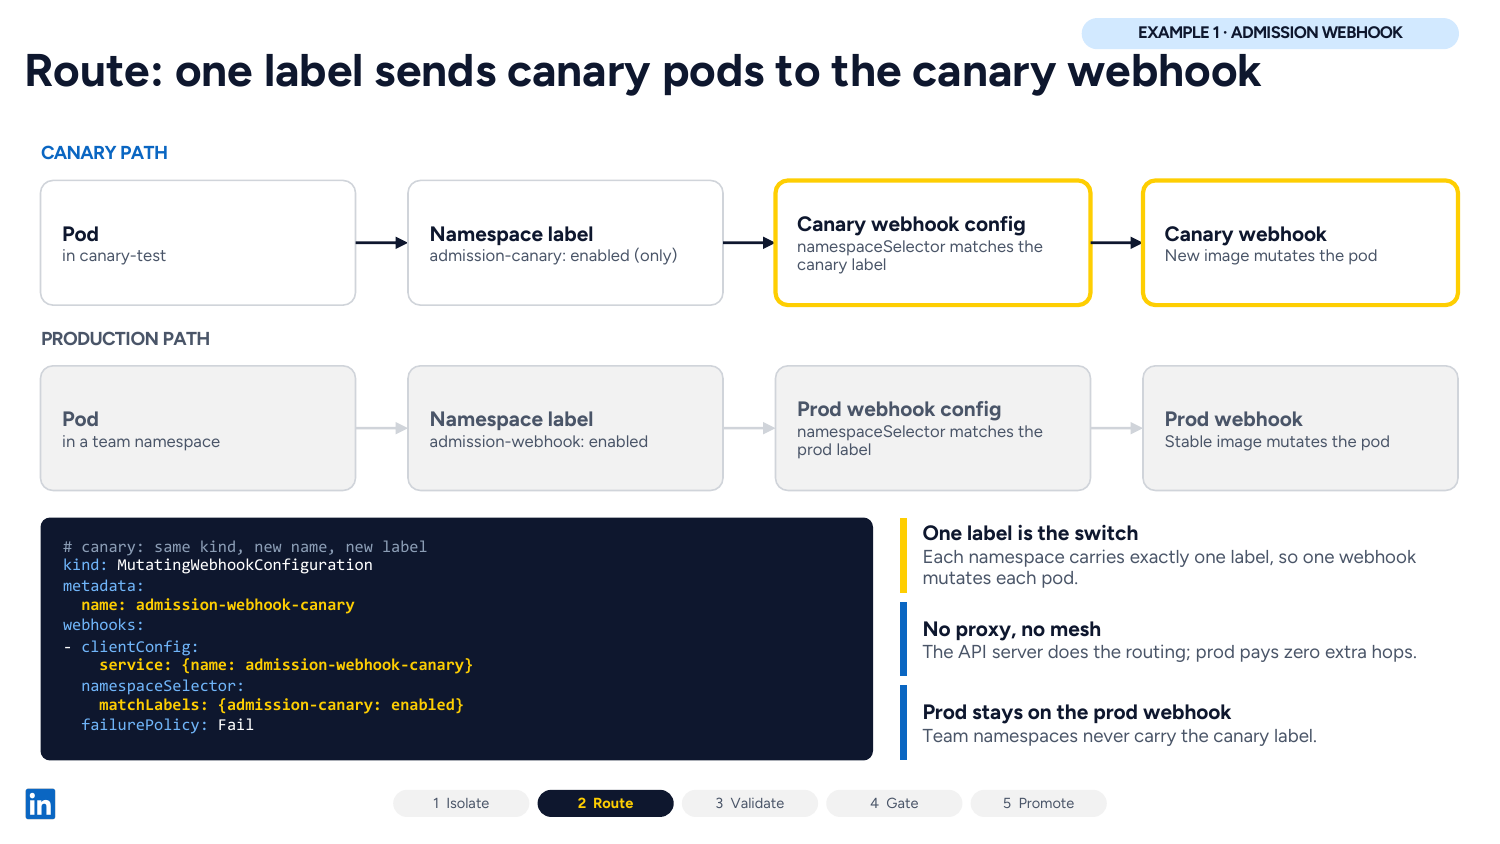 EXAMPLE 1 · ADMISSION WEBHOOK
Route: one label sends canary pods to the canary webhook
CANARY PATH
Pod
in canary-test
Namespace label
admission-canary: enabled (only)
Canary webhook config
namespaceSelector matches the
canary label
Canary webhook
New image mutates the pod
PRODUCTION PATH
Pod
in a team namespace
Namespace label
admission-webhook: enabled
Prod webhook config
namespaceSelector matches the
prod label
Prod webhook
Stable image mutates the pod
# canary: same kind, new name, new label
kind: MutatingWebhookConfiguration
metadata:
  name: admission-webhook-canary
webhooks:
- clientConfig:
    service: {name: admission-webhook-canary}
  namespaceSelector:
    matchLabels: {admission-canary: enabled}
  failurePolicy: Fail
One label is the switch
Each namespace carries exactly one label, so one webhook
mutates each pod.
No proxy, no mesh
The API server does the routing; prod pays zero extra hops.
Prod stays on the prod webhook
Team namespaces never carry the canary label.
in
1 Isolate
2 Route
3 Validate
4 Gate
5 Promote